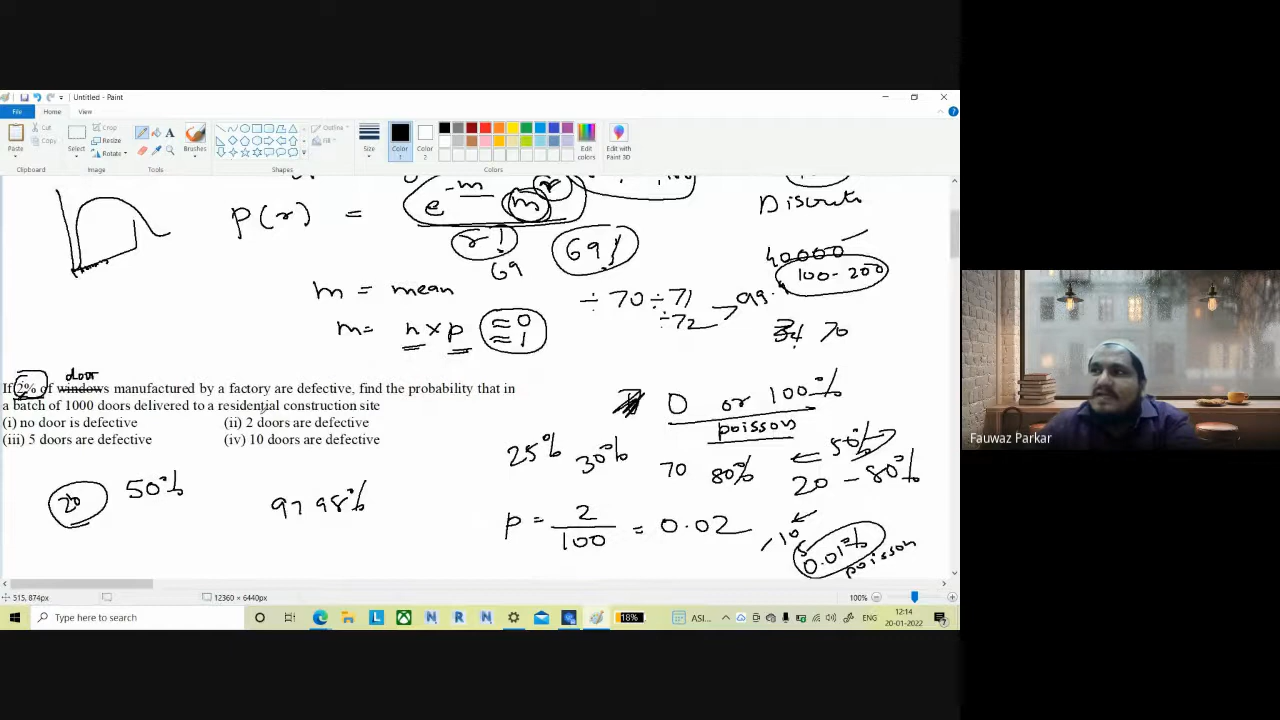 Untitled - Paint
File Home View
Paste Cut Copy Select Crop Resize Rotate Brushes Outline Fill Size Color 1 Color 2 Edit colors Edit with Paint 3D
Clipboard Image Tools Shapes Colors
e^-m m^r
P(r) =
r! 69!
69
Discrete
40000
100-200
m = mean
÷70÷71
÷72 → 99.
70
m= n×p ≈0
≈1
door
If 2% of windows manufactured by a factory are defective, find the probability that in
a batch of 1000 doors delivered to a residential construction site
(i) no door is defective (ii) 2 doors are defective
(iii) 5 doors are defective (iv) 10 doors are defective
0 or 100%
poisson
25% 30% 70 80% ← 50%
20 - 80%
20 50% 97 98%
P = 2/100 = 0.02
10
0.01%
poisson
515, 874px 12360 × 6440px 100%
Type here to search
18% ASI... ENG 12:14
20-01-2022
7
Fauwaz Parkar